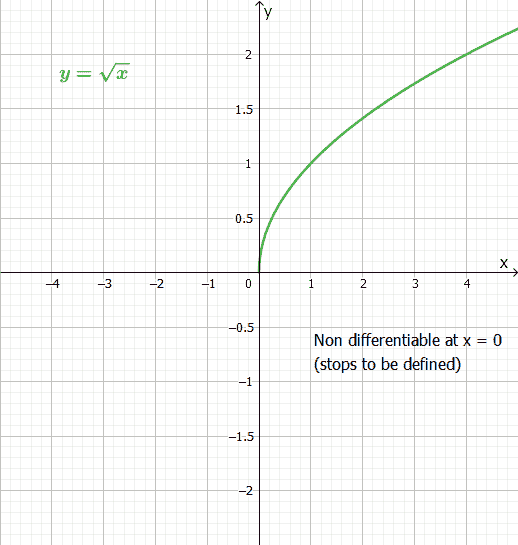 y
2
y = √x
1.5
1
0.5
x
–4 –3 –2 –1 0 1 2 3 4
–0.5
Non differentiable at x = 0
(stops to be defined)
–1
–1.5
–2